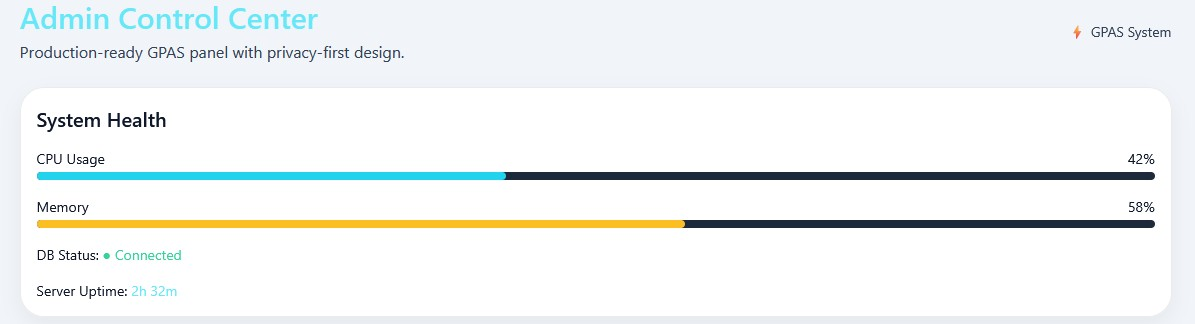 Admin Control Center
GPAS System
Production-ready GPAS panel with privacy-first design.
System Health
CPU Usage 42%
Memory 58%
DB Status: ● Connected
Server Uptime: 2h 32m